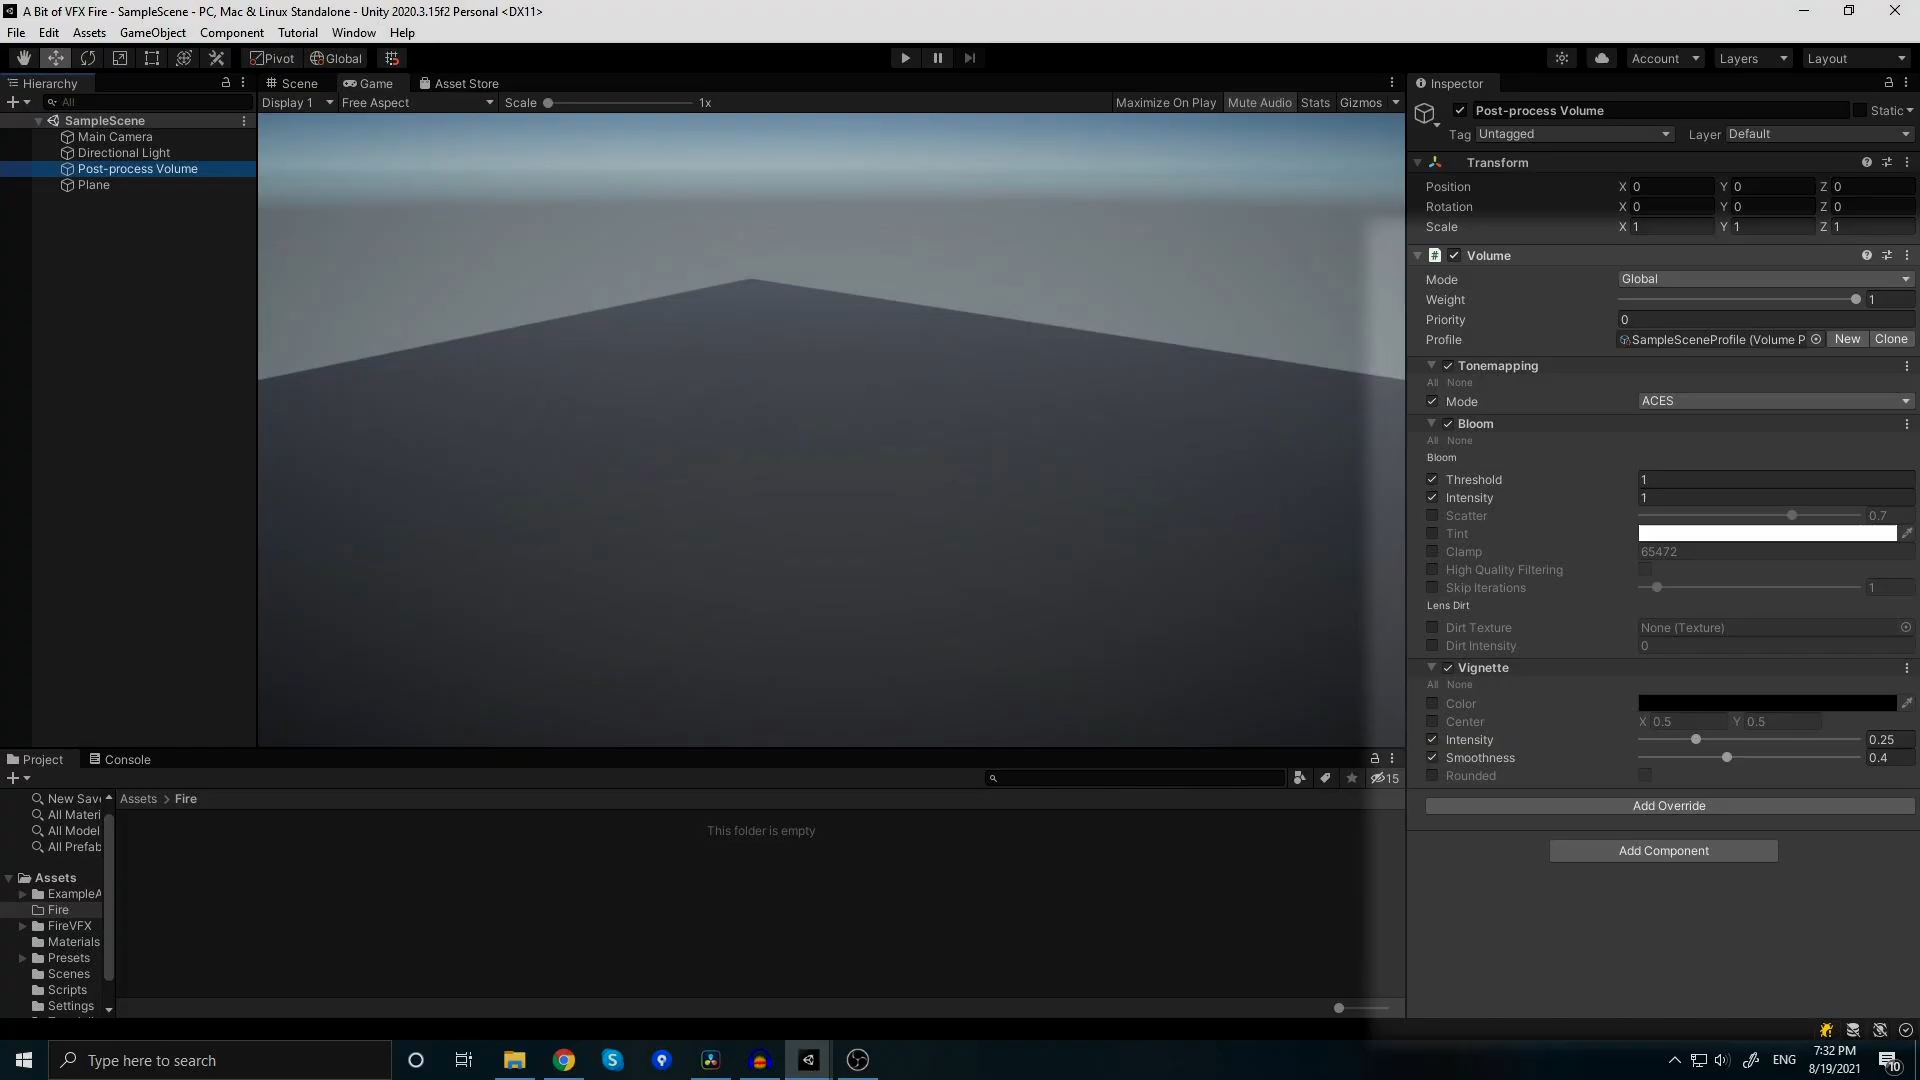 A Bit of VFX Fire - SampleScene - PC, Mac & Linux Standalone - Unity 2020.3.15f2 Personal <DX11>
File Edit Assets GameObject Component Tutorial Window Help
Pivot Global Account Layers Layout
Hierarchy Scene Game Asset Store Inspector
All Display 1 Free Aspect Scale 1x Maximize On Play Mute Audio Stats Gizmos
Post-process Volume Static
SampleScene
Main Camera
Directional Light
Post-process Volume
Plane
Tag Untagged Layer Default
Transform
Position X 0 Y 0 Z 0
Rotation X 0 Y 0 Z 0
Scale X 1 Y 1 Z 1
Volume
Mode Global
Weight 1
Priority 0
Profile SampleSceneProfile (Volume P New Clone
Tonemapping
All None
Mode ACES
Bloom
All None
Bloom
Threshold 1
Intensity 1
Scatter 0.7
Tint
Clamp 65472
High Quality Filtering
Skip Iterations 1
Lens Dirt
Dirt Texture None (Texture)
Dirt Intensity 0
Vignette
All None
Color
Center X 0.5 Y 0.5
Intensity 0.25
Smoothness 0.4
Rounded
Add Override
Add Component
Project Console
15
New Save
All Materi
All Model
All Prefab
Assets
ExampleA
Fire
FireVFX
Materials
Presets
Scenes
Scripts
Settings
Assets > Fire
This folder is empty
Type here to search
ENG
7:32 PM
8/19/2021
10